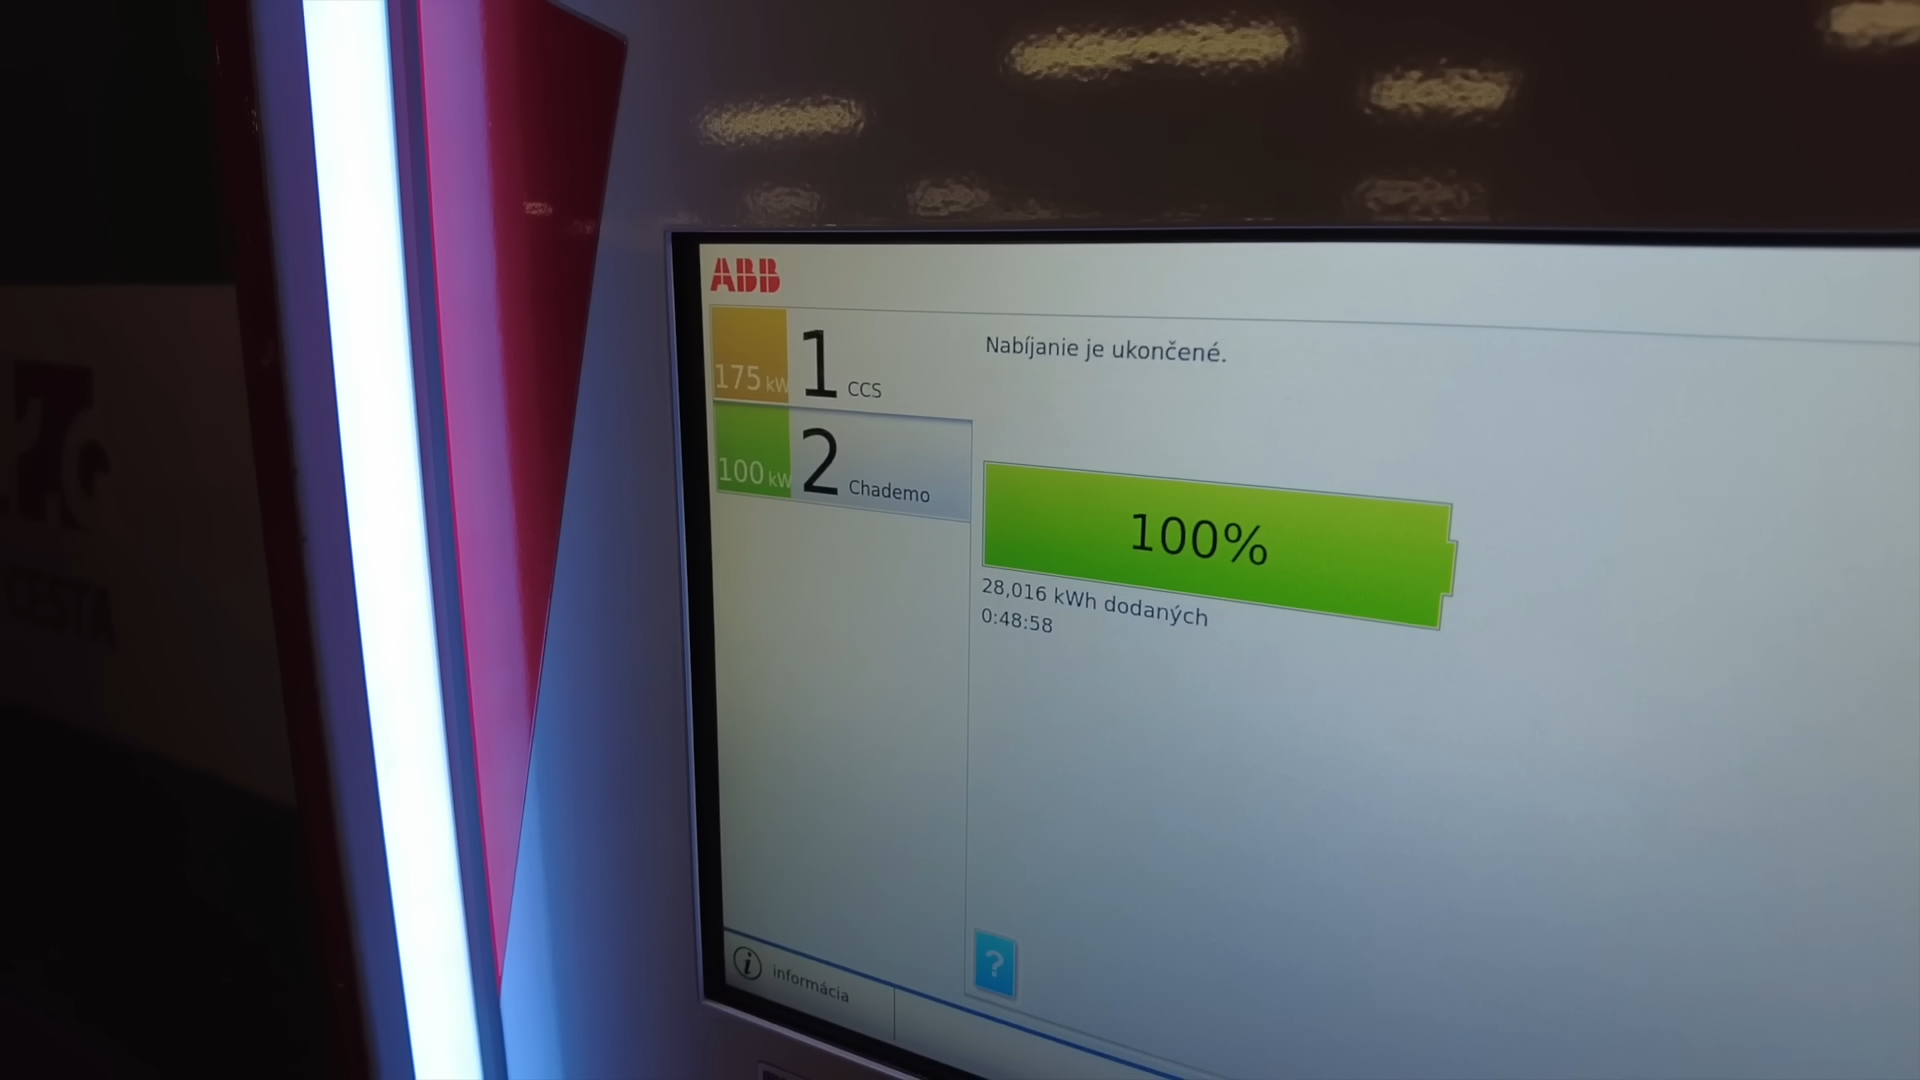 ABB
175 kW 1 CCS
100 kW 2 Chademo
Nabíjanie je ukončené.
100%
28,016 kWh dodaných
0:48:58
?
i informácia
CESTA